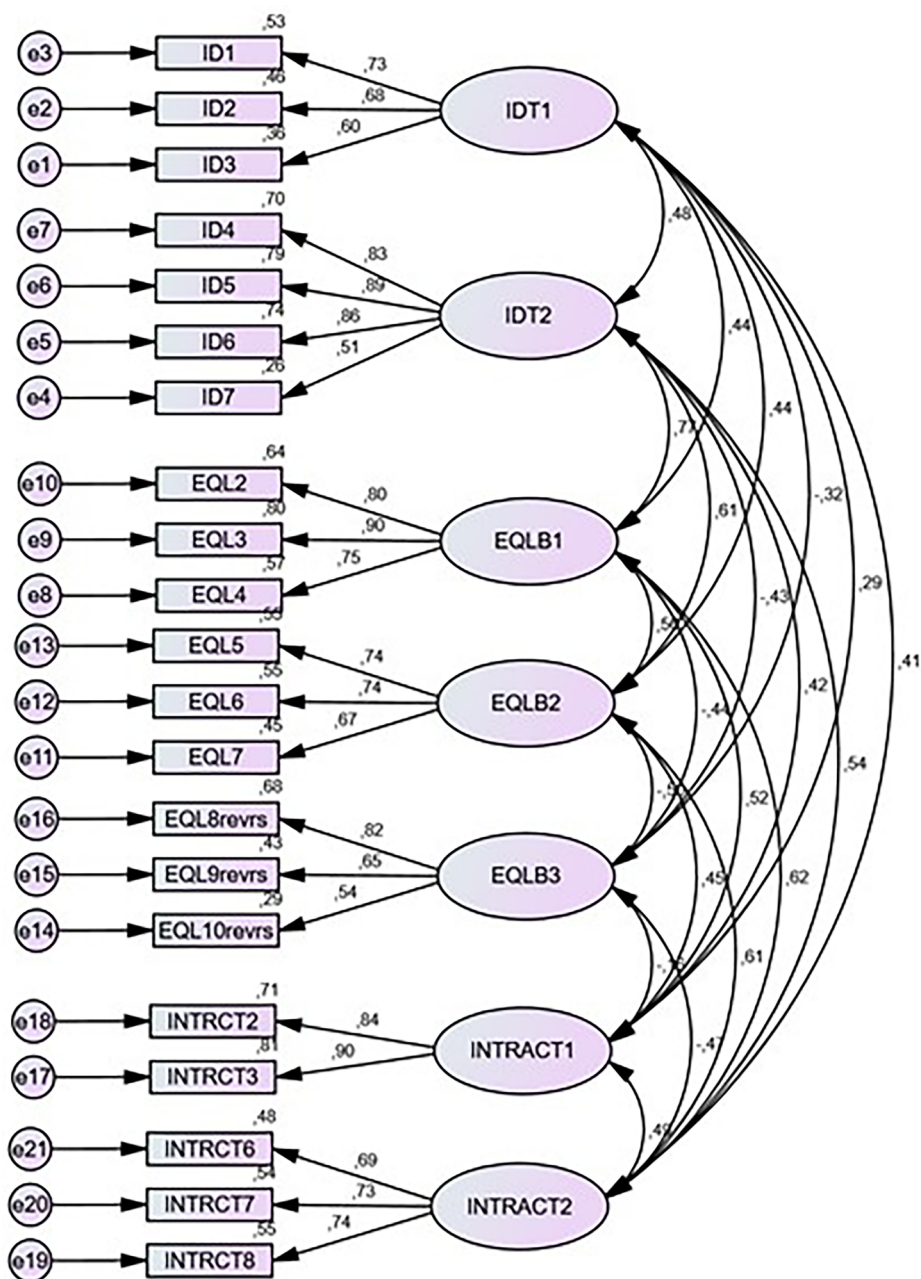 ,53
e3 ID1 ,73
,46
e2 ID2 ,68 IDT1
,36 ,60
e1 ID3
,70 ,48
e7 ID4
,79 ,83
e6 ID5 ,89
,74 ,86 IDT2 ,44
e5 ID6 ,51
,26
e4 ID7 ,44
,64 ,77
e10 EQL2 ,80 -,32
,80 ,90 ,61
e9 EQL3 EQLB1
,57 ,75
e8 EQL4 -,43 ,29
e13 EQL5
,55 ,74 ,41
e12 EQL6 ,74 EQLB2 ,42
,45 ,67 -,44
e11 EQL7 ,54
,68 ,52
e16 EQL8revrs ,82
,43 ,65
e15 EQL9revrs EQLB3 ,45 ,62
,29 ,54
e14 EQL10revrs
,61
,71
e18 INTRCT2 ,84
,81 ,90 INTRACT1 -,47
e17 INTRCT3
,48 ,49
e21 INTRCT6 ,69
,54 ,73
e20 INTRCT7 INTRACT2
,55 ,74
e19 INTRCT8